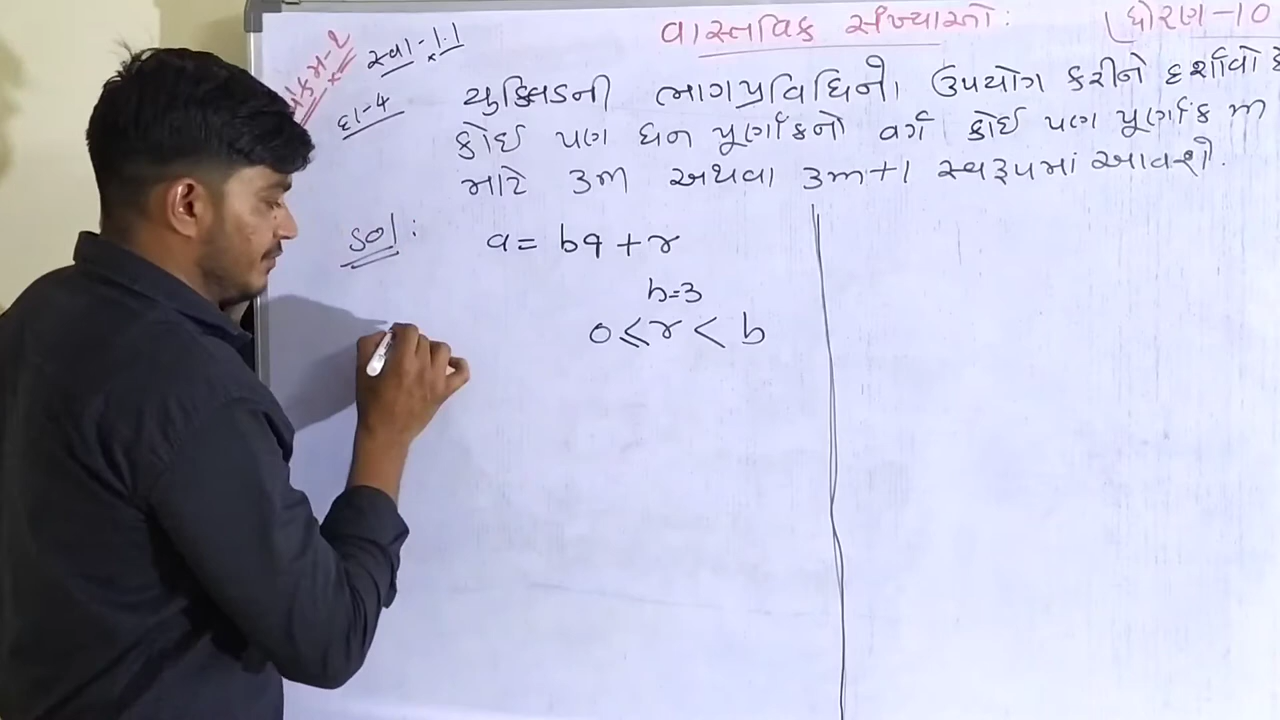 વાસ્તવિક સંખ્યાઓ:
ધોરણ-10
સ્વા-1.1
દા-4
યુક્લિડની ભાગપ્રવિધિનો ઉપયોગ કરીને દર્શાવો કે
કોઈ પણ ધન પૂર્ણાંકનો વર્ગ કોઈ પણ પૂર્ણાંક m
માટે 3m અથવા 3m+1 સ્વરૂપમાં આવશે.
Sol:
a = bq + r
b=3
0 ≤ r < b